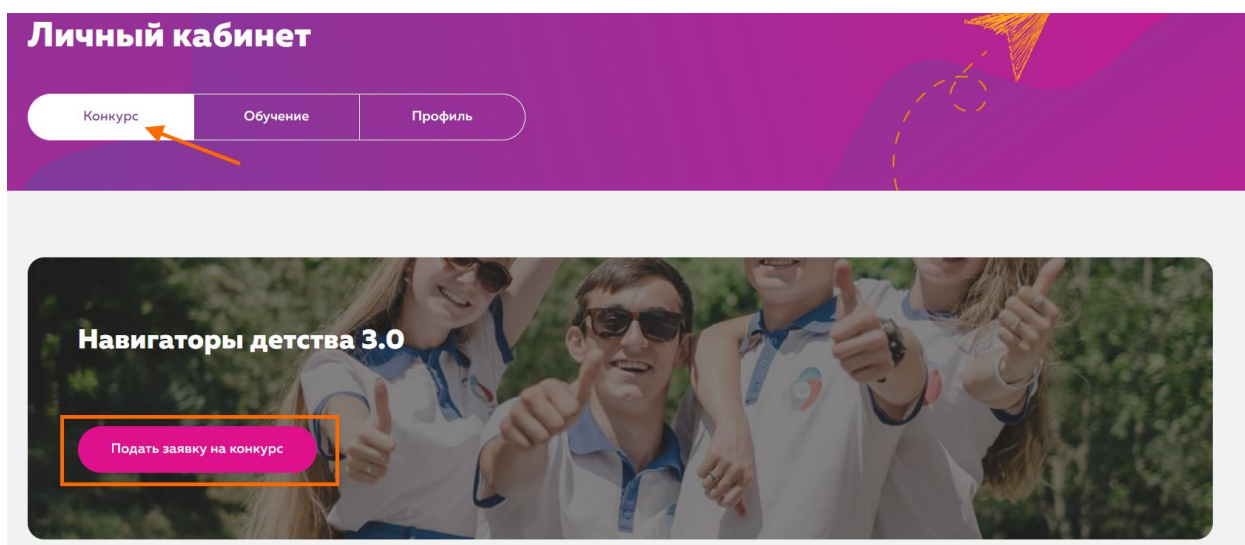 Личный кабинет
Конкурс
Обучение
Профиль
Навигаторы детства 3.0
Подать заявку на конкурс